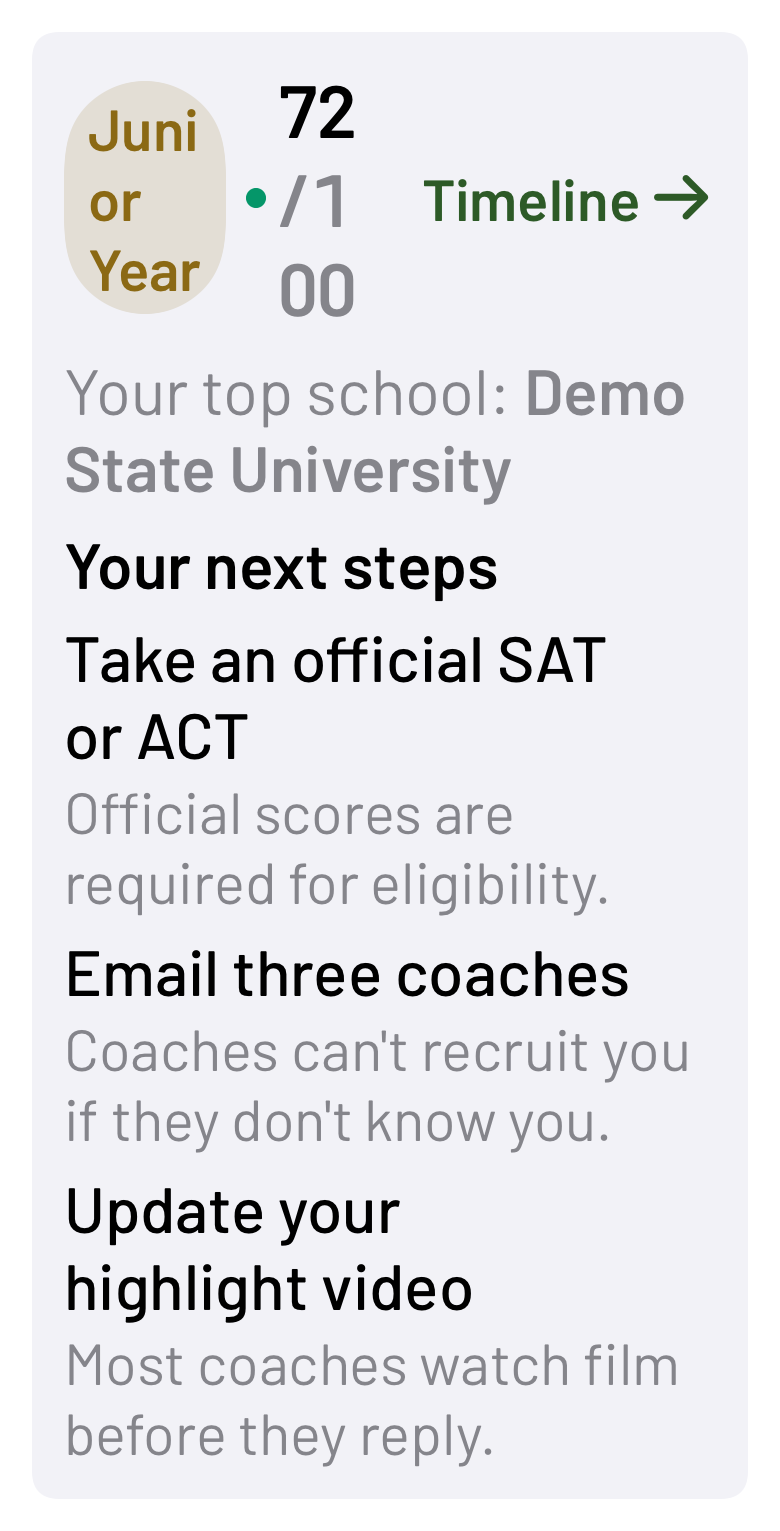 Juni
or
Year
72
/1
00
Timeline →
Your top school: Demo
State University
Your next steps
Take an official SAT
or ACT
Official scores are
required for eligibility.
Email three coaches
Coaches can't recruit you
if they don't know you.
Update your
highlight video
Most coaches watch film
before they reply.